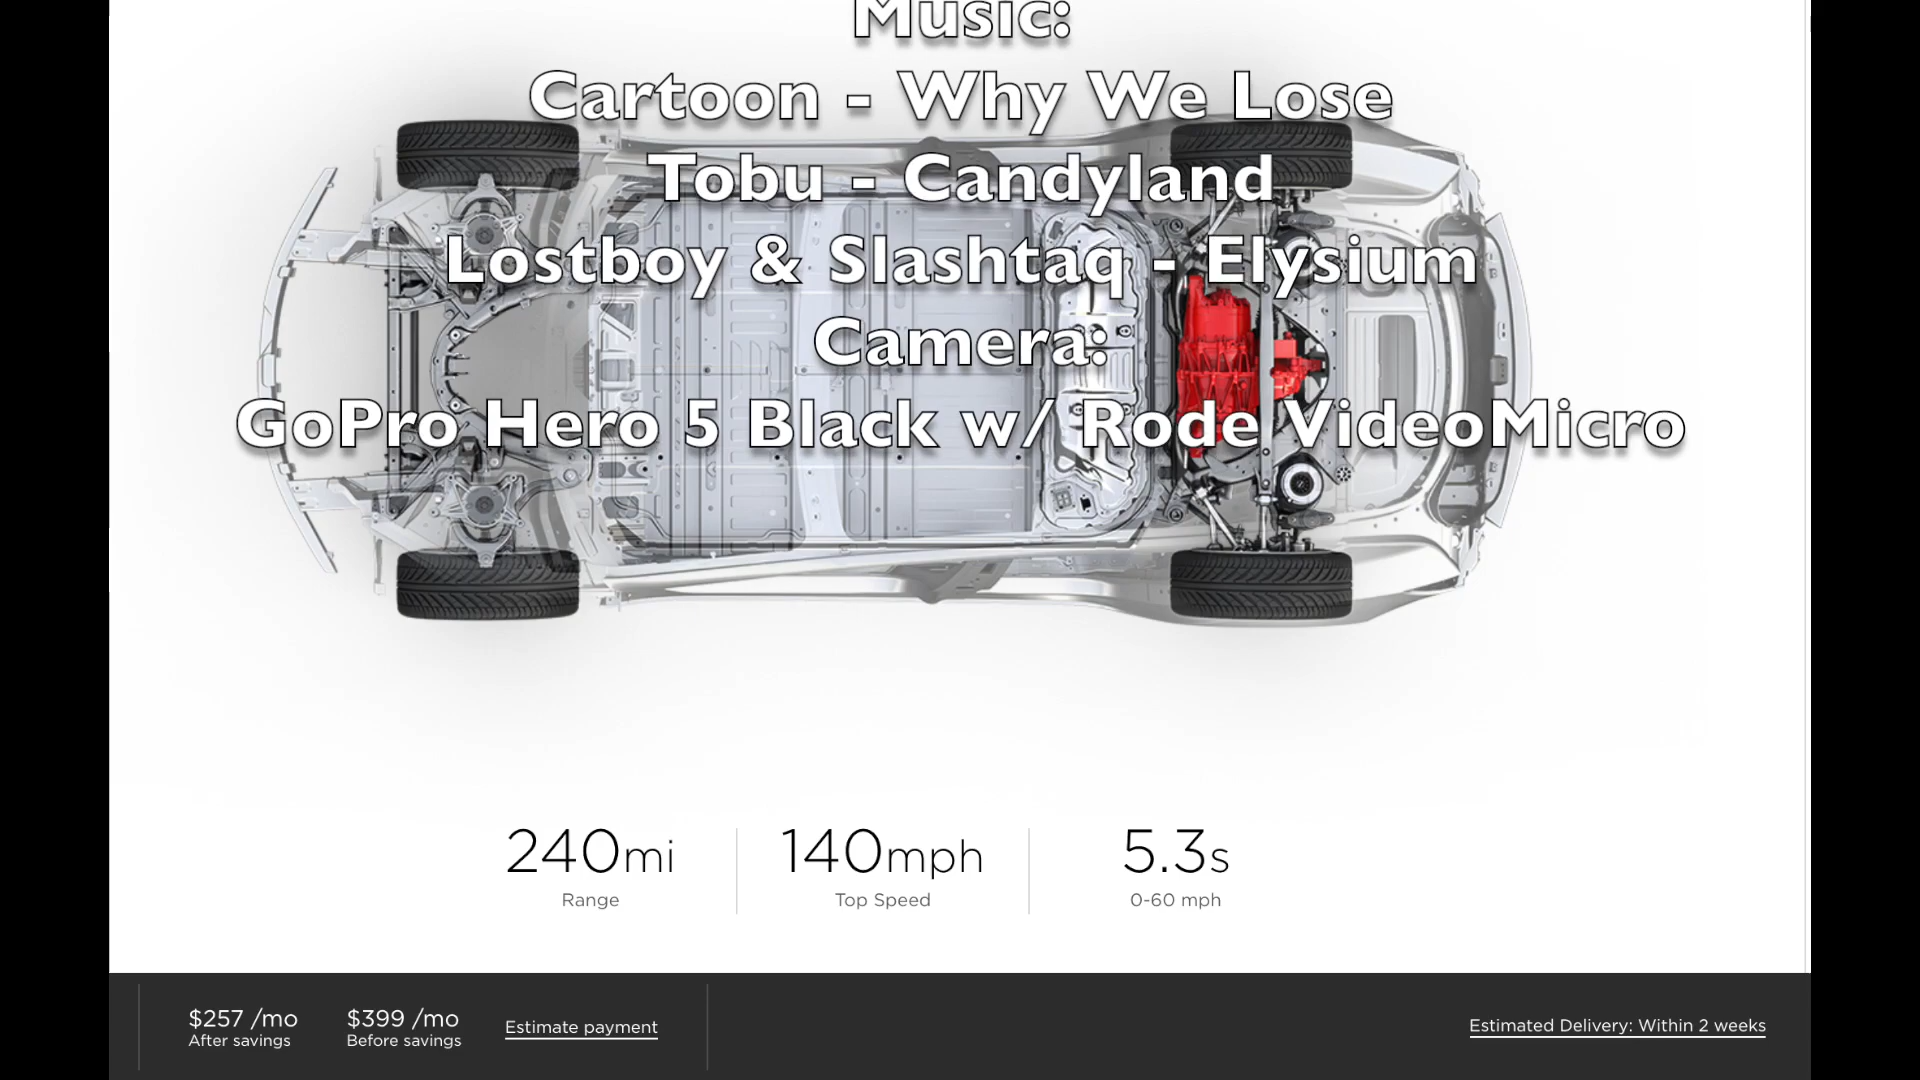 Music:
Cartoon - Why We Lose
Tobu - Candyland
Lostboy & Slashtaq - Elysium
Camera:
GoPro Hero 5 Black w/ Rode VideoMicro
240mi
140mph
5.3s
Range
Top Speed
0-60 mph
$257 /mo
$399 /mo
After savings
Before savings
Estimate payment
Estimated Delivery: Within 2 weeks